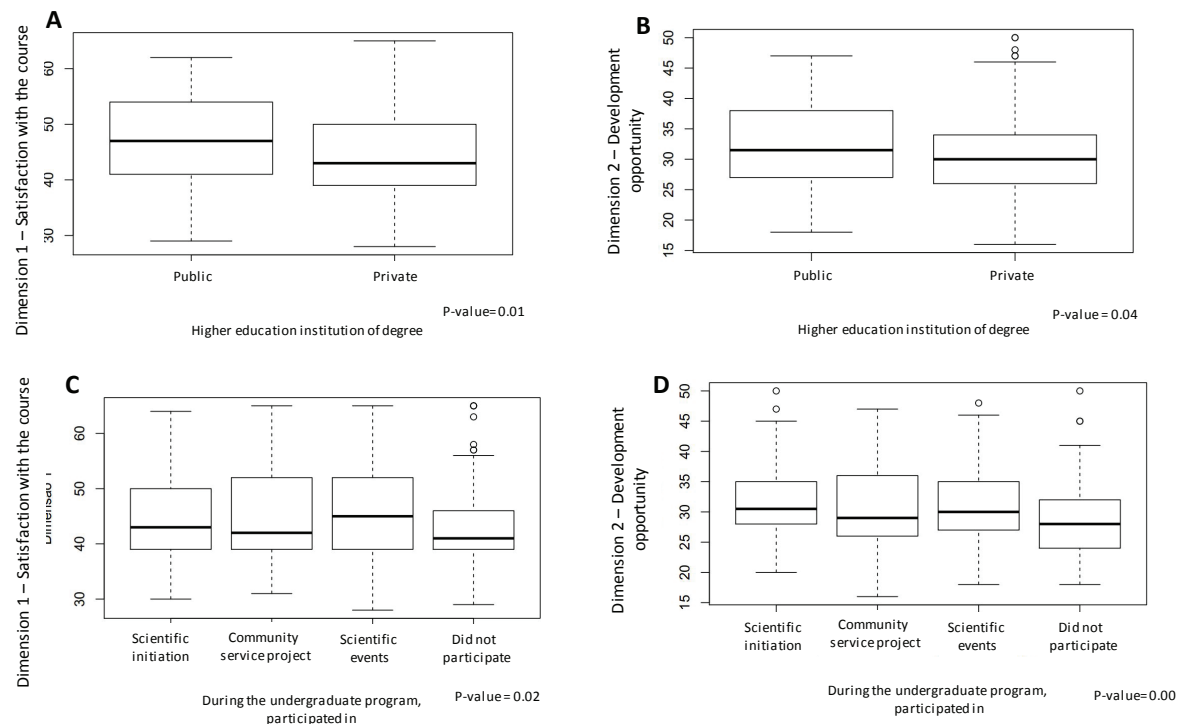 A
Dimension 1 – Satisfaction with the course
60
50
40
30
Public
Private
P-value=0.01
Higher education institution of degree
B
Dimension 2 – Development
opportunity
50
45
40
35
30
25
20
15
Public
Private
P-value = 0.04
Higher education institution of degree
C
Dimension 1 – Satisfaction with the course
60
50
40
30
Scientific
initiation
Community
service project
Scientific
events
Did not
participate
During the undergraduate program,
participated in
P-value = 0.02
D
Dimension 2 – Development
opportunity
50
45
40
35
30
25
20
15
Scientific
initiation
Community
service project
Scientific
events
Did not
participate
During the undergraduate program,
participated in
P-value=0.00